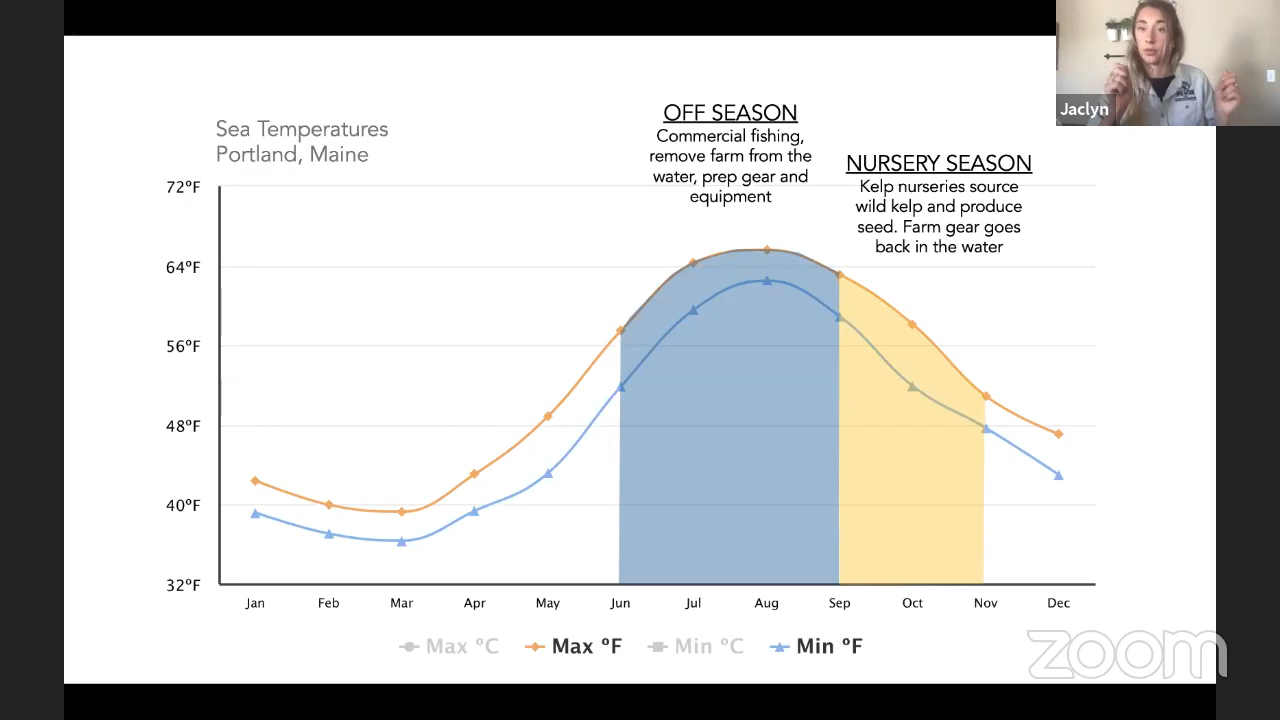 Jaclyn
Sea Temperatures
Portland, Maine
OFF SEASON
Commercial fishing,
remove farm from the
water, prep gear and
equipment
NURSERY SEASON
Kelp nurseries source
wild kelp and produce
seed. Farm gear goes
back in the water
72°F
64°F
56°F
48°F
40°F
32°F
Jan Feb Mar Apr May Jun Jul Aug Sep Oct Nov Dec
Max °C Max °F Min °C Min °F
zoom